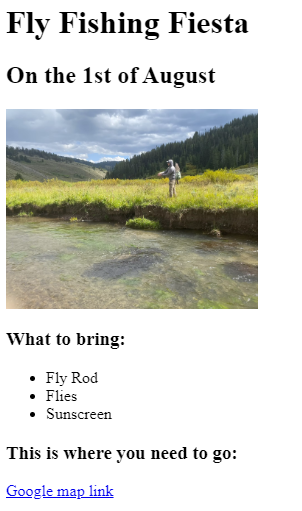 Fly Fishing Fiesta
On the 1st of August
What to bring:
Fly Rod
Flies
Sunscreen
This is where you need to go:
Google map link